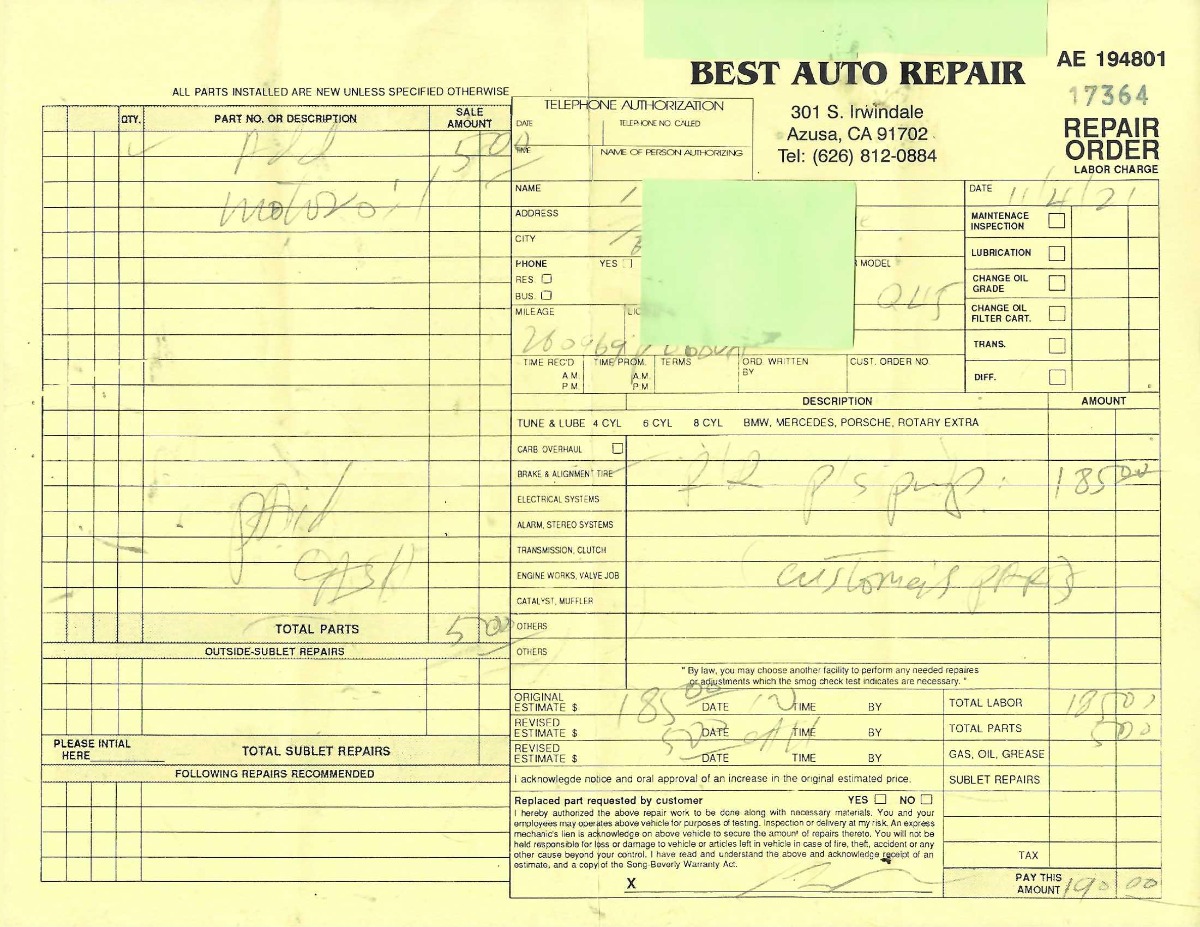 BEST AUTO REPAIR
AE 194801
17364
301 S. Irwindale
Azusa, CA 91702
Tel: (626) 812-0884
REPAIR
ORDER
LABOR CHARGE
ALL PARTS INSTALLED ARE NEW UNLESS SPECIFIED OTHERWISE
QTY. PART NO. OR DESCRIPTION SALE AMOUNT
Add 5 00
motor oil
paid
CASH
TOTAL PARTS 5 00
OUTSIDE-SUBLET REPAIRS
PLEASE INTIAL
HERE
TOTAL SUBLET REPAIRS
FOLLOWING REPAIRS RECOMMENDED
TELEPHONE AUTHORIZATION
DATE TELEPHONE NO. CALLED
TIME NAME OF PERSON AUTHORIZING
NAME
ADDRESS
CITY
PHONE YES
RES.
BUS.
MODEL
MILEAGE LIC
DATE 11/4/21
MAINTENACE
INSPECTION
LUBRICATION
CHANGE OIL
GRADE
CHANGE OIL
FILTER CART.
TRANS.
DIFF.
TIME REC'D TIME PROM. TERMS ORD. WRITTEN BY CUST. ORDER NO.
A.M. A.M.
P.M. P.M.
DESCRIPTION AMOUNT
TUNE & LUBE 4 CYL 6 CYL 8 CYL BMW, MERCEDES, PORSCHE, ROTARY EXTRA
CARB OVERHAUL
BRAKE & ALIGNMENT TIRE R/R p/s pump. 185 00
ELECTRICAL SYSTEMS
ALARM, STEREO SYSTEMS
TRANSMISSION, CLUTCH
ENGINE WORKS, VALVE JOB customer's parts
CATALYST, MUFFLER
OTHERS
OTHERS
" By law, you may choose another facility to perform any needed repaires
or adjustments which the smog check test indicates are necessary. "
ORIGINAL
ESTIMATE $ 185 00 DATE TIME BY
REVISED
ESTIMATE $ DATE TIME BY
REVISED
ESTIMATE $ DATE TIME BY
TOTAL LABOR 185 00
TOTAL PARTS 5 00
GAS, OIL, GREASE
SUBLET REPAIRS
TAX
PAY THIS
AMOUNT 190 00
I acknowlegde notice and oral approval of an increase in the original estimated price.
Replaced part requested by customer YES NO
I hereby authorized the above repair work to be done along with necessary materials. You and your
employees may operates above vehicle for purposes of testing, inspection or delivery at my risk. An express
mechanic's lien is acknowledge on above vehicle to secure the amount of repairs thereto. You will not be
held responsible for loss or damage to vehicle or articles left in vehicle in case of fire, theft, accident or any
other cause beyond your control. I have read and understand the above and acknowledge receipt of an
estimate, and a copy of the Song-Beverly Warranty Act.
X